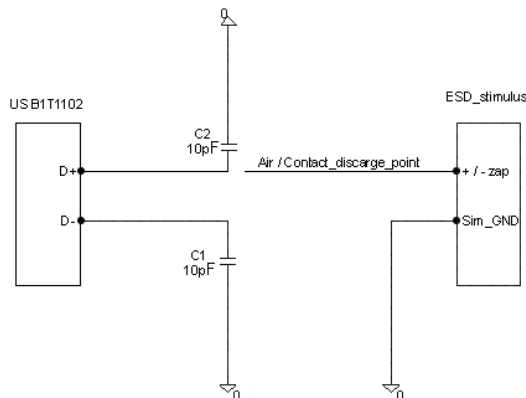 0
USB1T1102
ESD_stimulus
C2
10pF
D+
Air / Contact_discarge_point
+ / - zap
D-
Sim_GND
C1
10pF
0
0